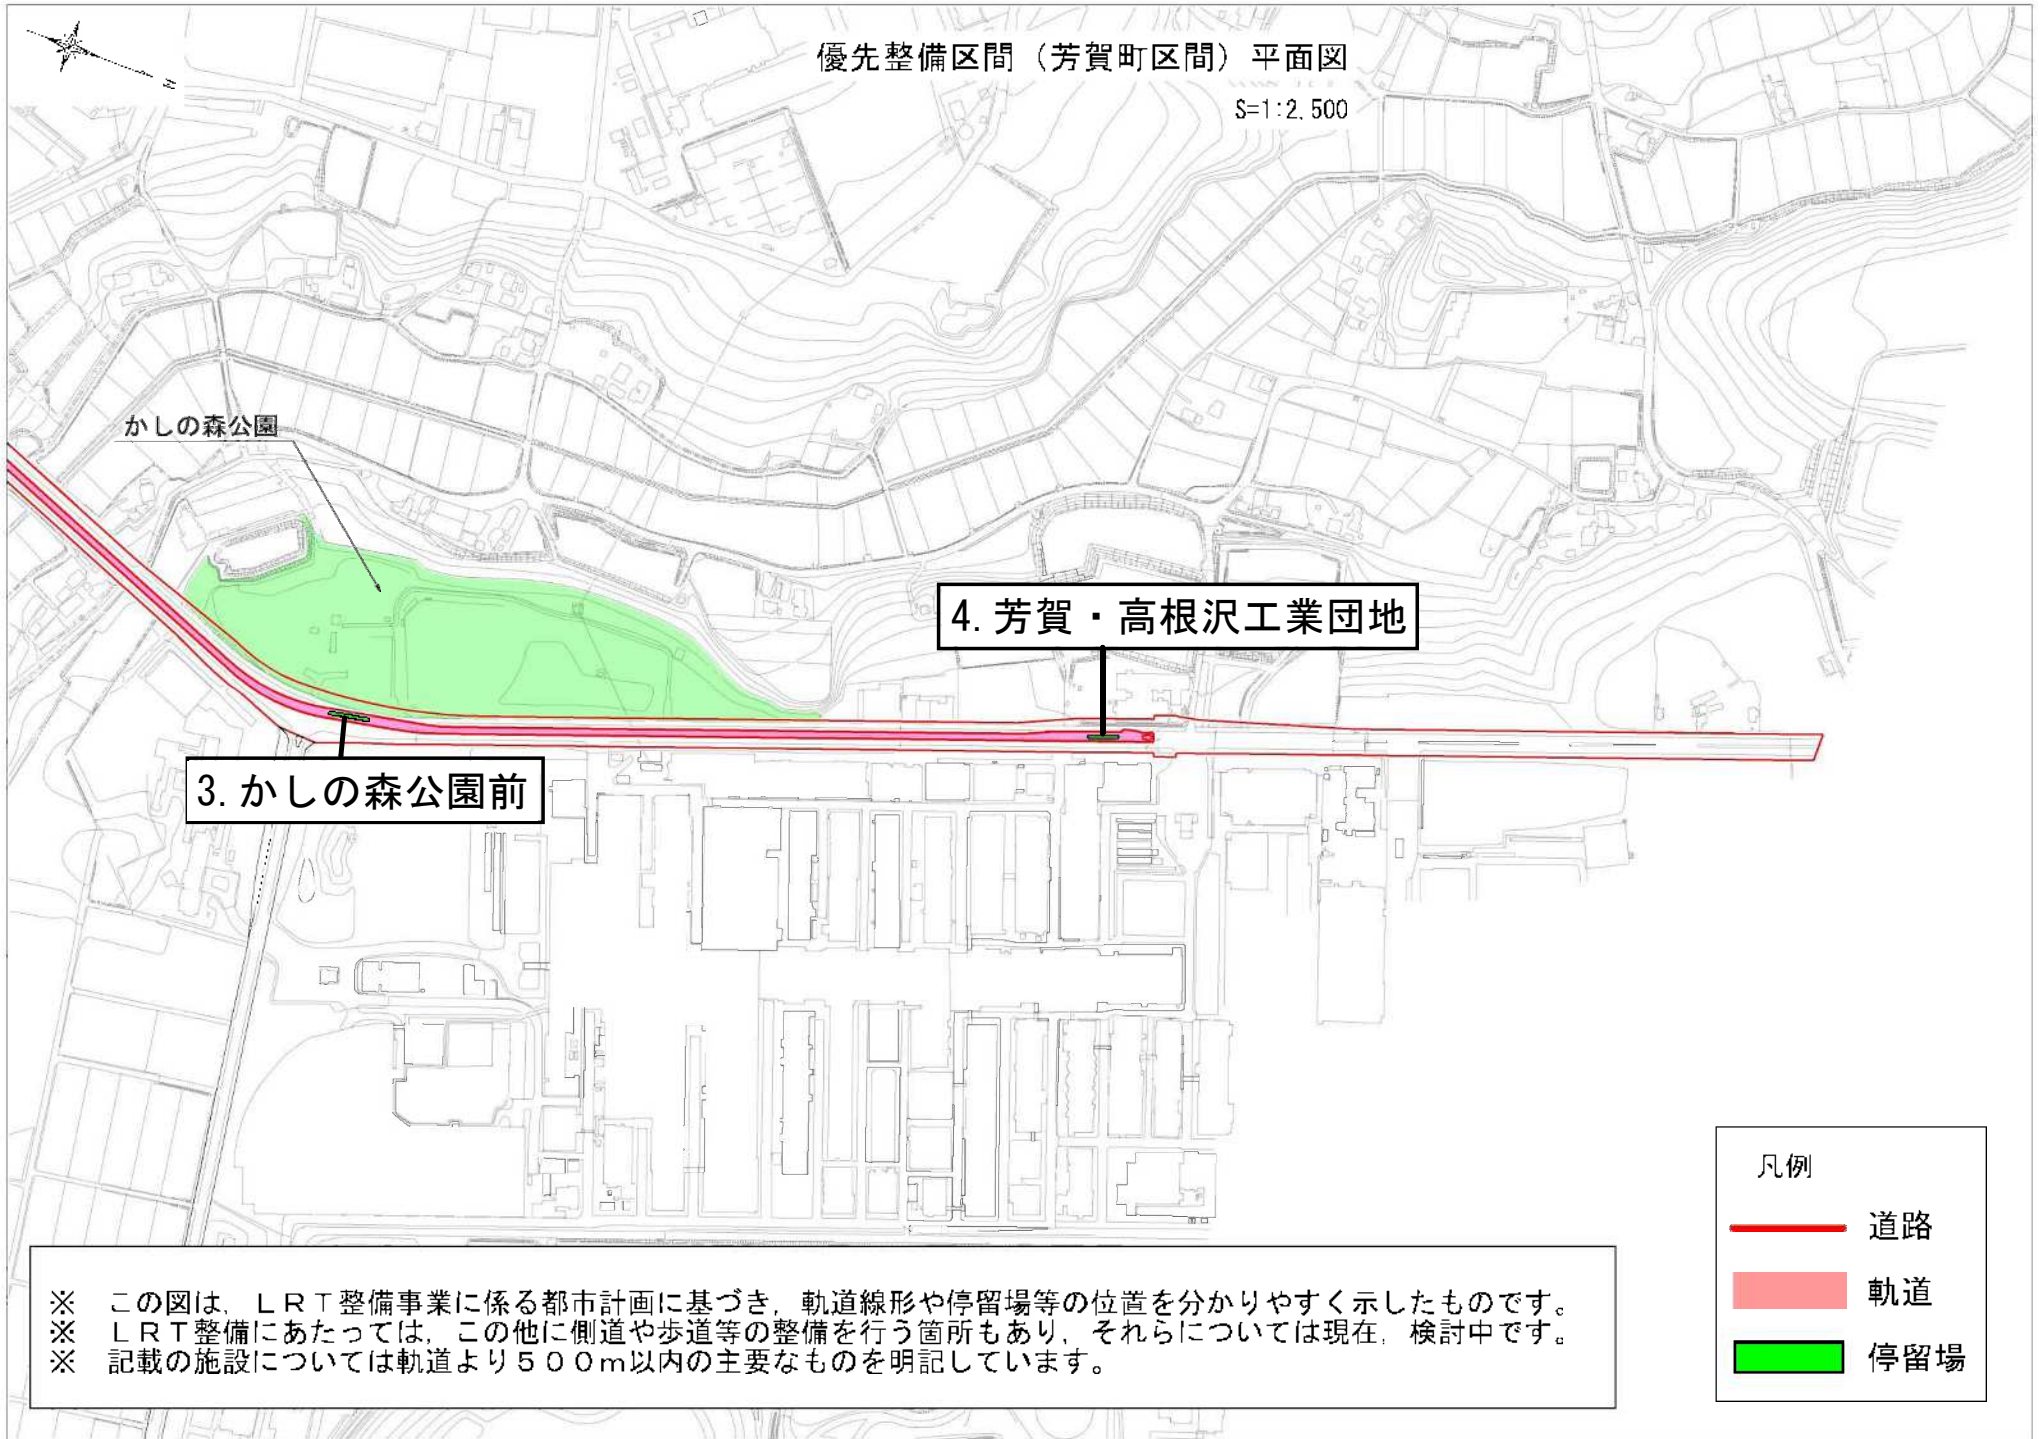 優先整備区間（芳賀町区間）平面図
S=1:2,500
かしの森公園
4.芳賀・高根沢工業団地
3.かしの森公園前
凡例
道路
軌道
停留場
※ この図は，ＬＲＴ整備事業に係る都市計画に基づき，軌道線形や停留場等の位置を分かりやすく示したものです。
※ ＬＲＴ整備にあたっては，この他に側道や歩道等の整備を行う箇所もあり，それらについては現在，検討中です。
※ 記載の施設については軌道より５００ｍ以内の主要なものを明記しています。